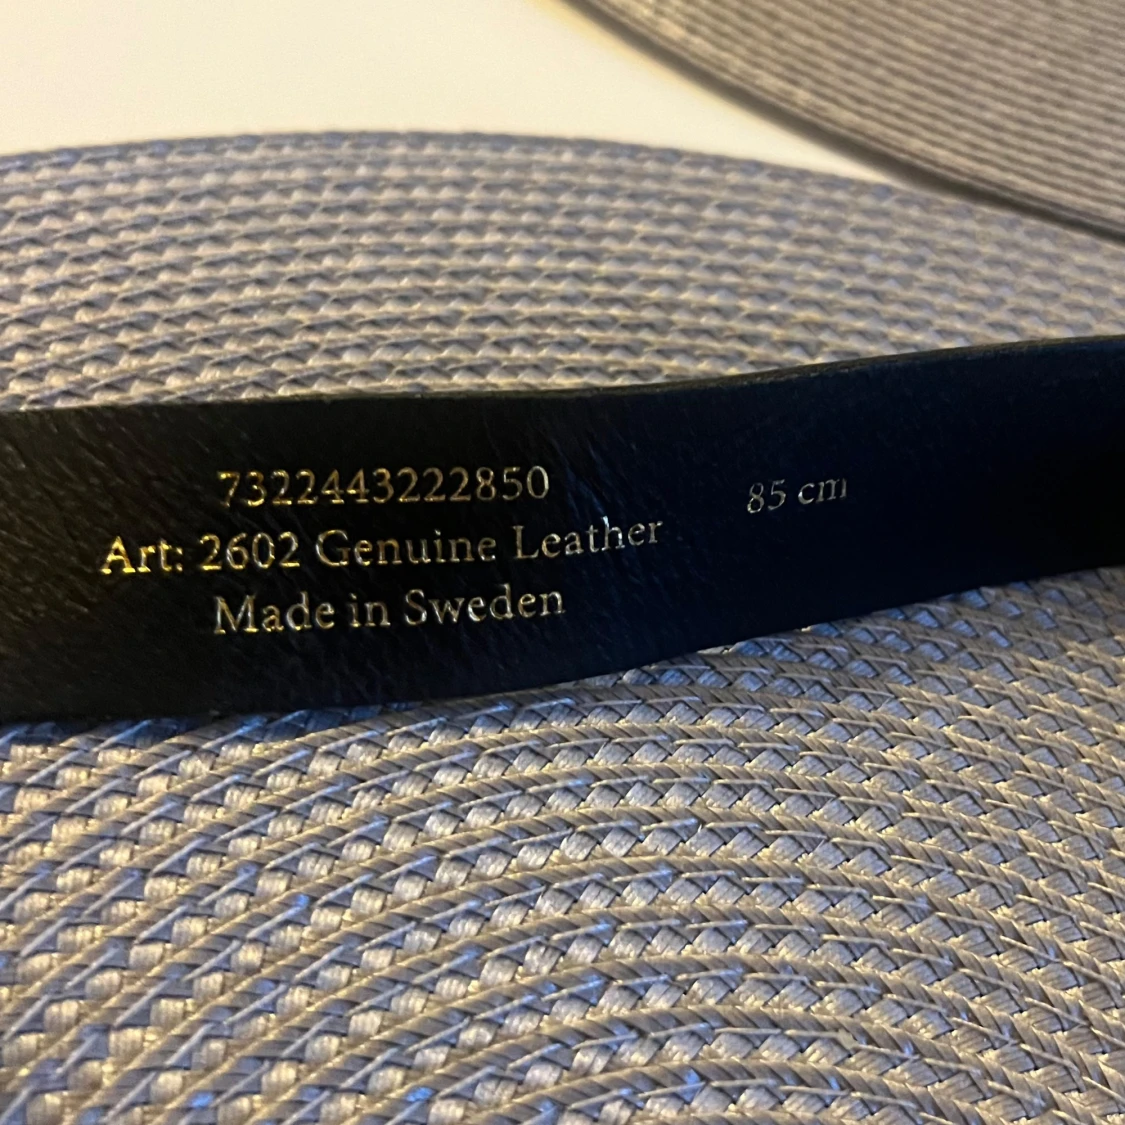 7322443222850
85 cm
Art: 2602 Genuine Leather
Made in Sweden